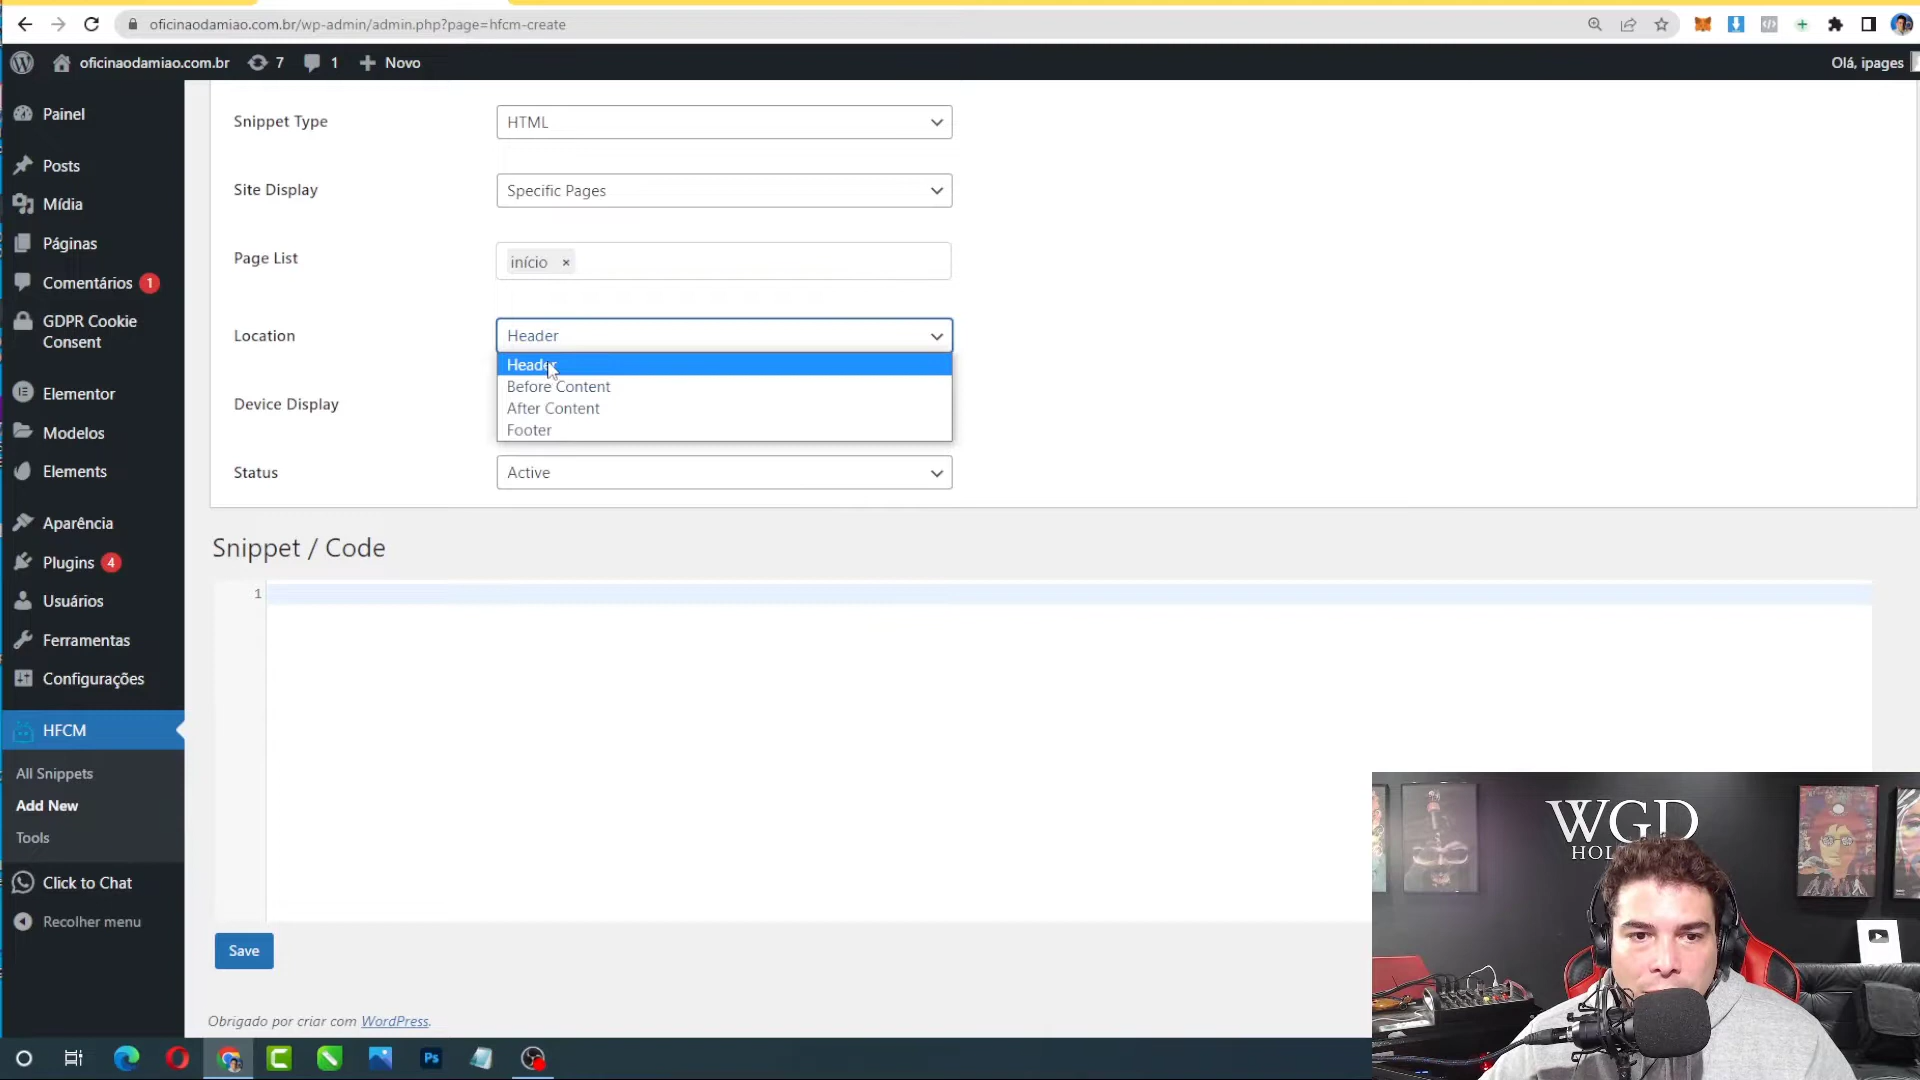 oficinaodamiao.com.br/wp-admin/admin.php?page=hfcm-create
oficinaodamiao.com.br 7 1 Novo Olá, ipages
Painel
Posts
Mídia
Páginas
Comentários 1
GDPR Cookie
Consent
Elementor
Modelos
Elements
Aparência
Plugins 4
Usuários
Ferramentas
Configurações
HFCM
All Snippets
Add New
Tools
Click to Chat
Recolher menu
Snippet Type HTML
Site Display Specific Pages
Page List início ×
Location Header
Header
Before Content
After Content
Footer
Device Display
Status Active
Snippet / Code
1
Save
Obrigado por criar com WordPress.
WGD
HOL
Ps